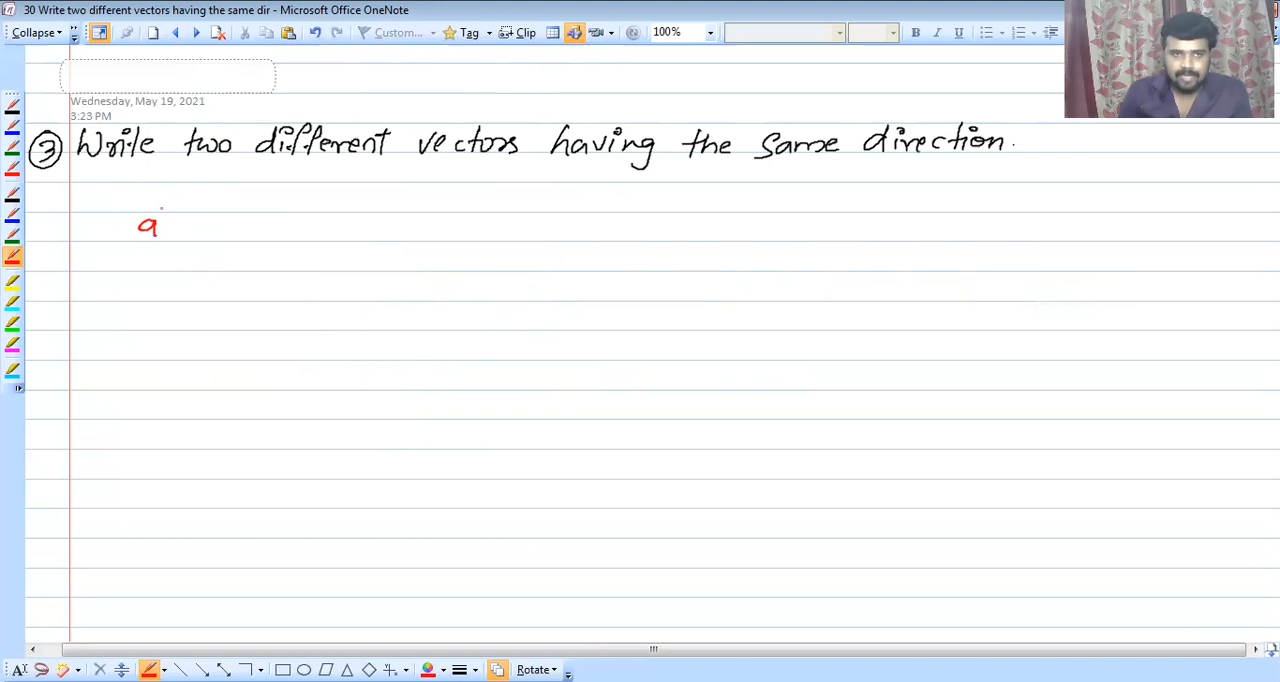 30 Write two different vectors having the same dir - Microsoft Office OneNote
Collapse Custom... Tag Clip 100% B I U
Wednesday, May 19, 2021
3:23 PM
③ Write two different vectors having the same direction.
a
Rotate